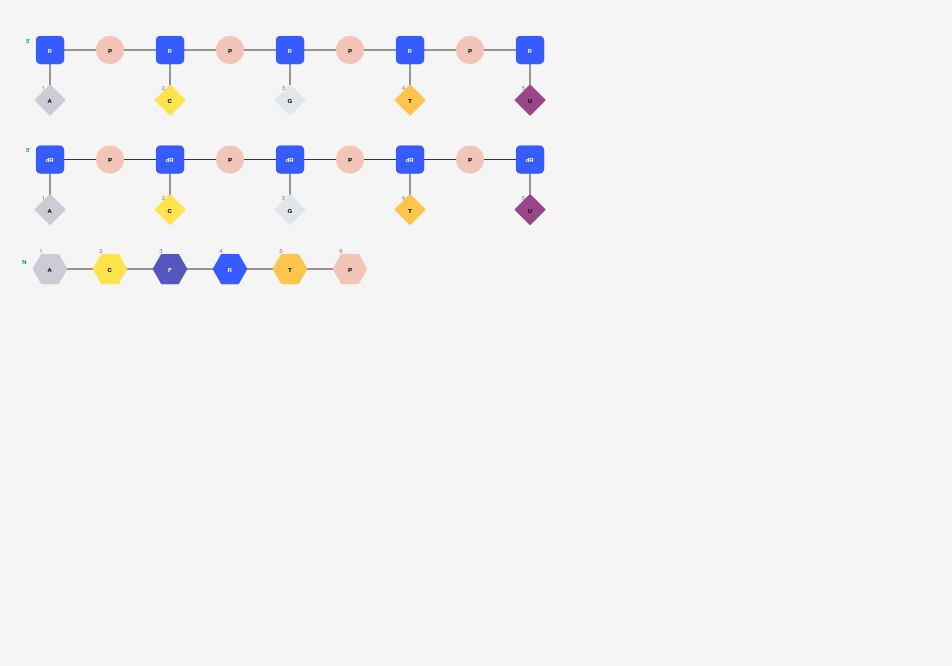 5' R P R P R P R P R
1 2 3 4 5
A C G T U
5' dR P dR P dR P dR P dR
1 2 3 4 5
A C G T U
1 2 3 4 5 6
N A C F R T P